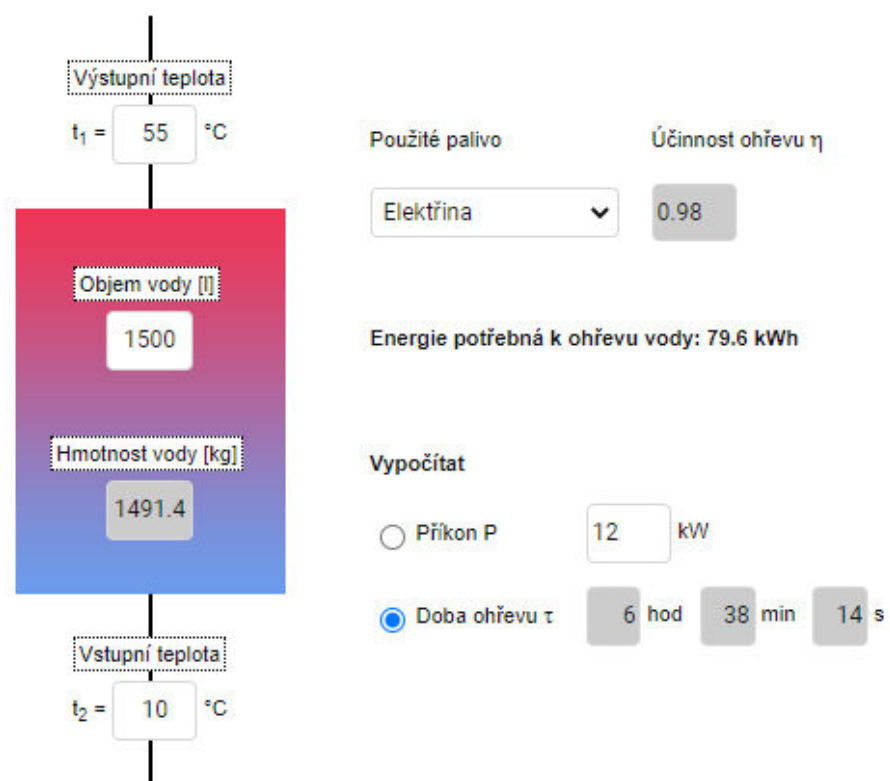 Výstupní teplota
t₁ = 55 °C
Použité palivo
Účinnost ohřevu η
Elektřina
0.98
Objem vody [l]
1500
Energie potřebná k ohřevu vody: 79.6 kWh
Hmotnost vody [kg]
1491.4
Vypočítat
Příkon P 12 kW
Doba ohřevu τ 6 hod 38 min 14 s
Vstupní teplota
t₂ = 10 °C